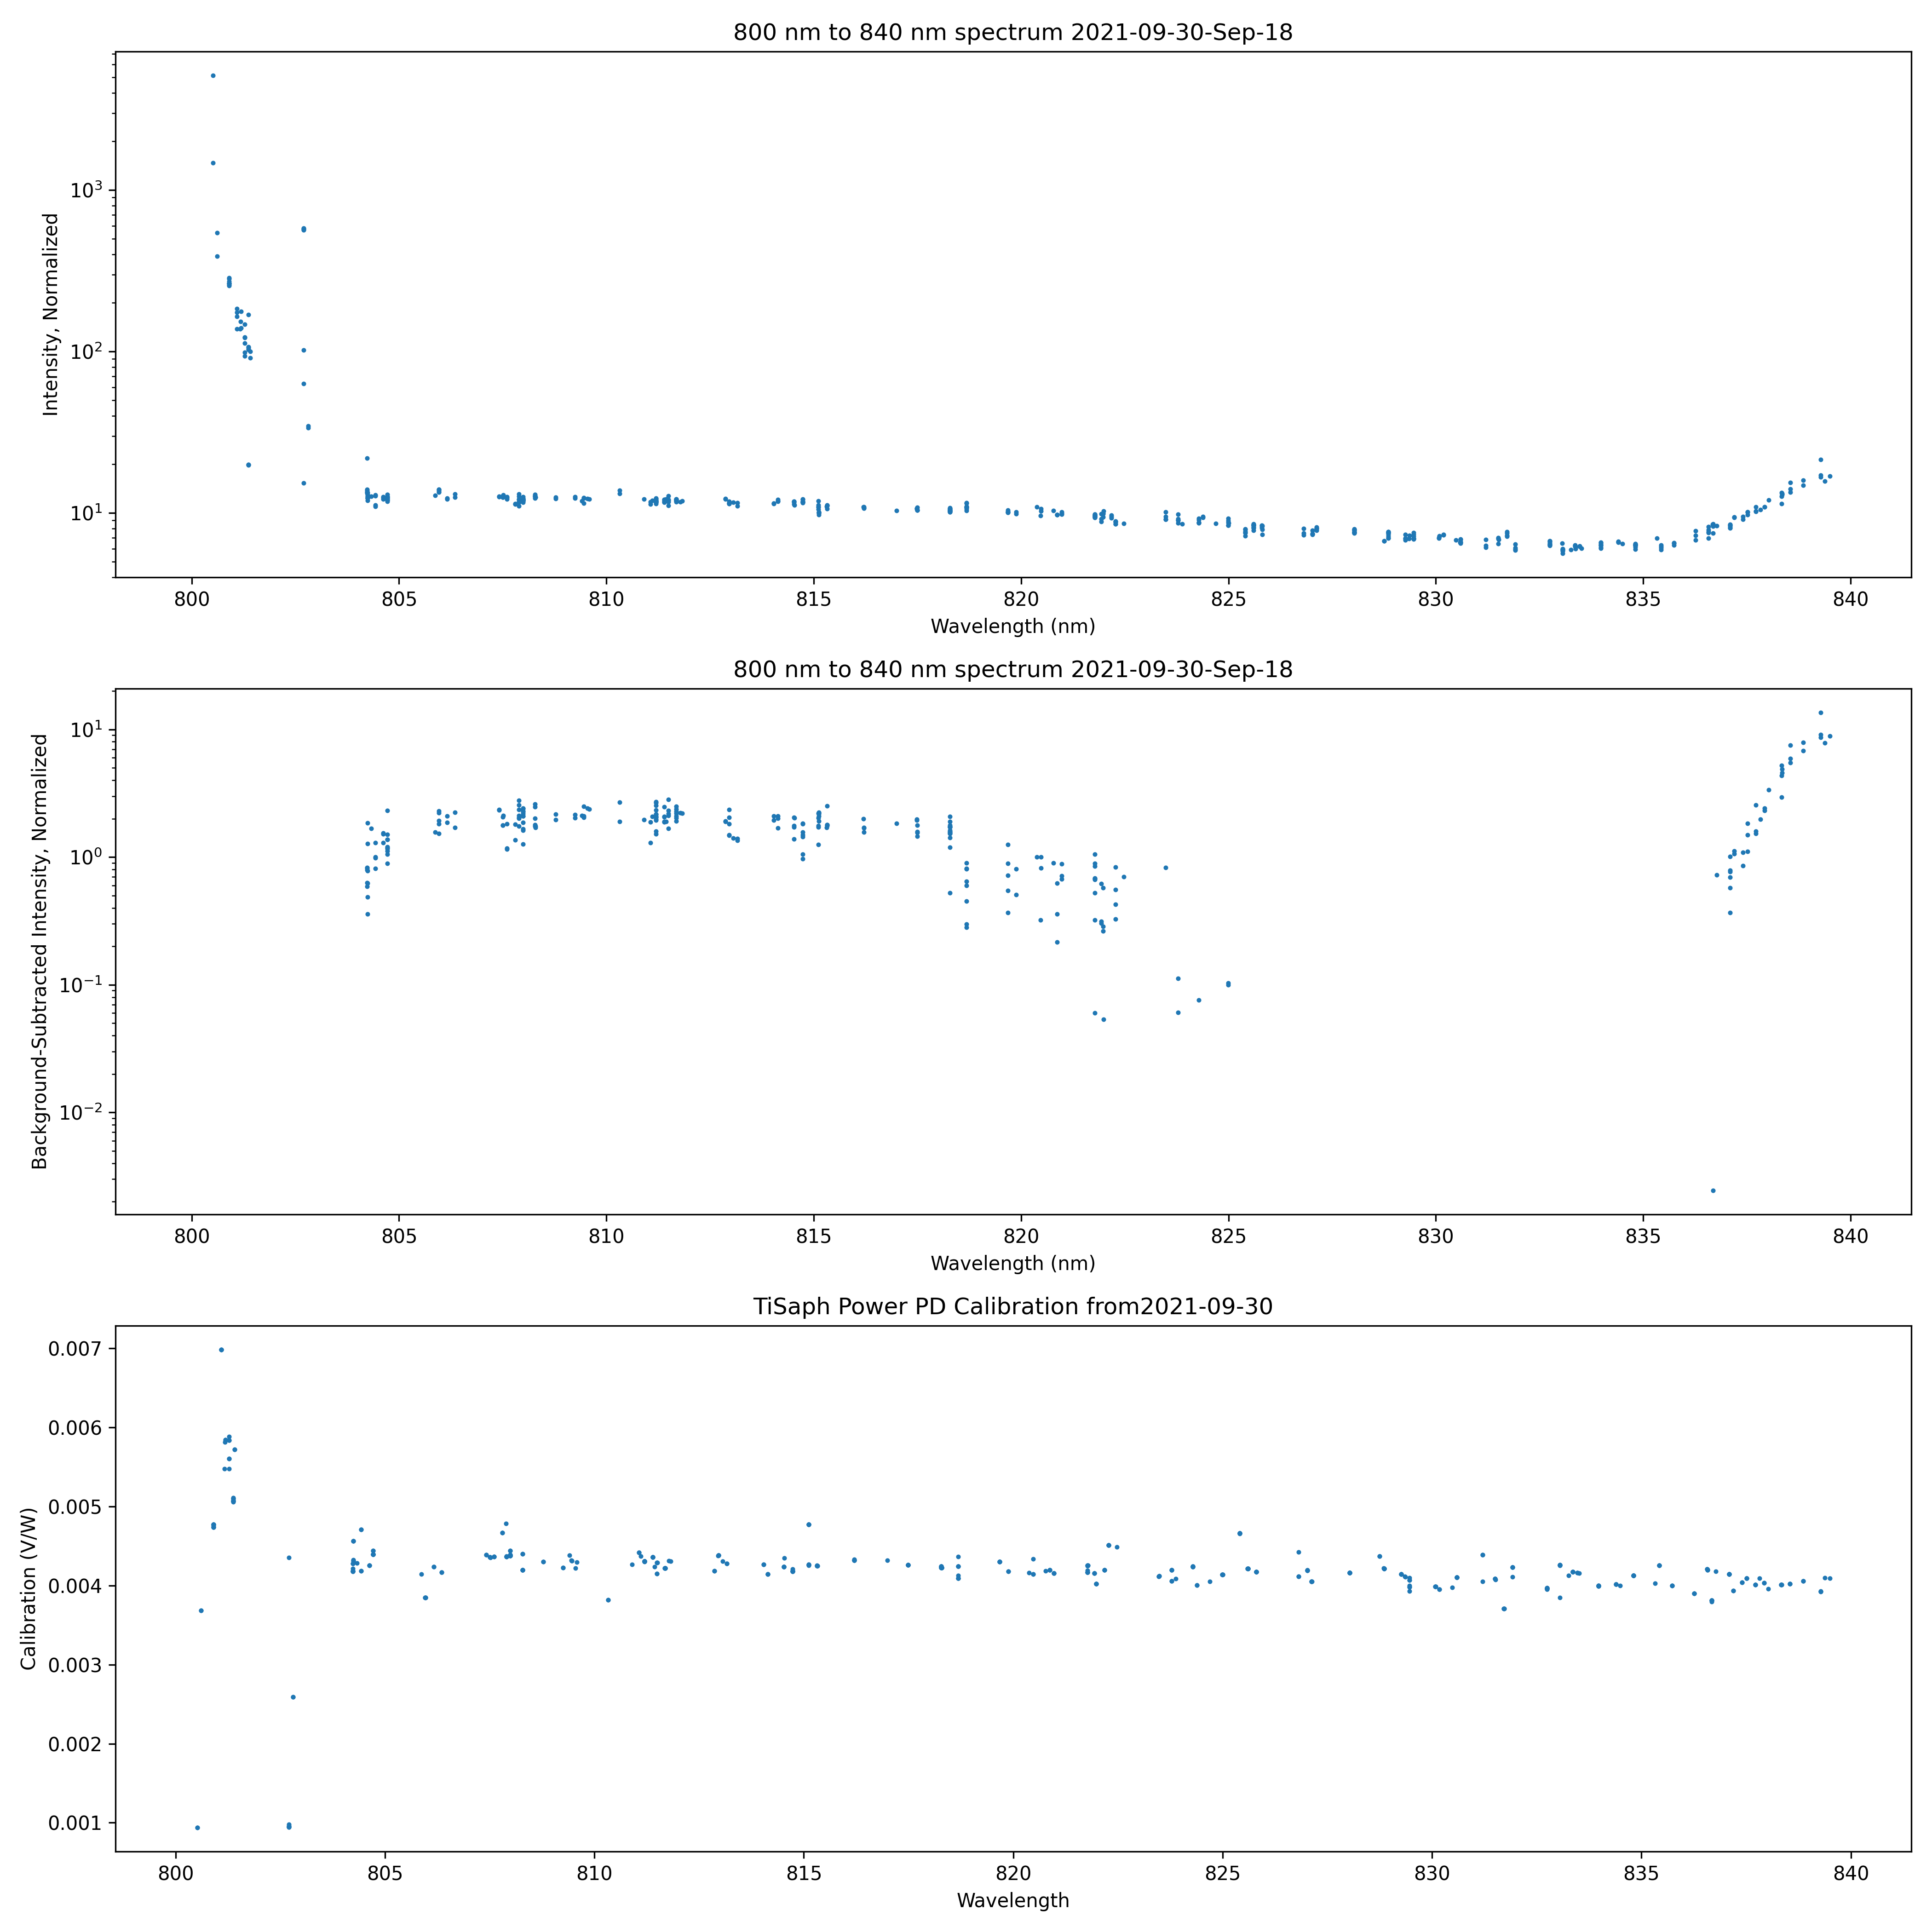 800 nm to 840 nm spectrum 2021-09-30-Sep-18
Intensity, Normalized
10³
10²
10¹
800 805 810 815 820 825 830 835 840
Wavelength (nm)
800 nm to 840 nm spectrum 2021-09-30-Sep-18
Background-Subtracted Intensity, Normalized
10¹
10⁰
10⁻¹
10⁻²
800 805 810 815 820 825 830 835 840
Wavelength (nm)
TiSaph Power PD Calibration from2021-09-30
Calibration (V/W)
0.007
0.006
0.005
0.004
0.003
0.002
0.001
800 805 810 815 820 825 830 835 840
Wavelength